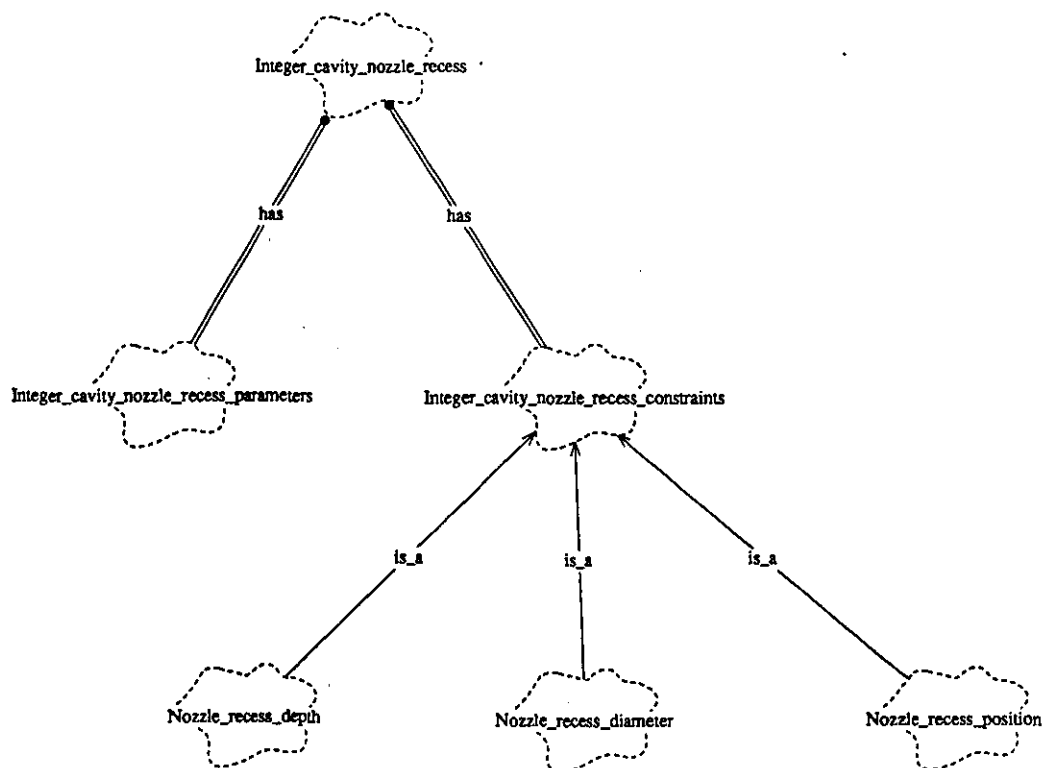 Integer_cavity_nozzle_recess
has
has
Integer_cavity_nozzle_recess_parameters
Integer_cavity_nozzle_recess_constraints
is_a
is_a
is_a
Nozzle_recess_depth
Nozzle_recess_diameter
Nozzle_recess_position